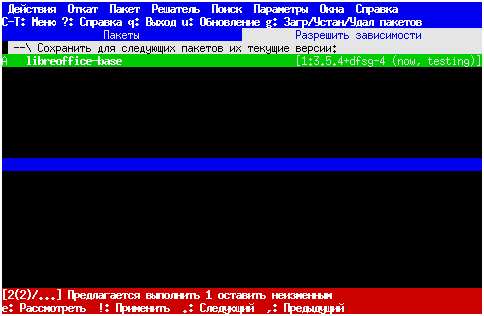 Действия Откат Пакет Решатель Поиск Параметры Окна Справка
C-T: Меню ?: Справка q: Выход u: Обновление g: Загр/Устан/Удал пакетов
Пакеты Разрешить зависимости
--\ Сохранить для следующих пакетов их текущие версии:
A libreoffice-base [1:3.5.4+dfsg-4 (now, testing)]
[2(2)/...] Предлагается выполнить 1 оставить неизменным
e: Рассмотреть !: Применить .: Следующий ,: Предыдущий